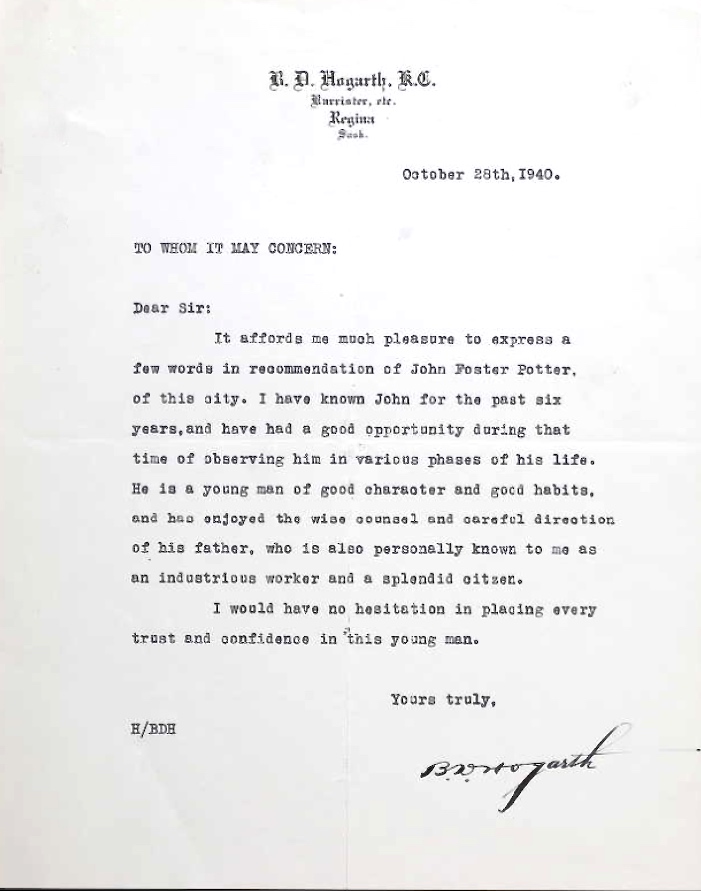 B. D. Hogarth, K.C.
Barrister, etc.
Regina
Sask.
October 28th,1940.
TO WHOM IT MAY CONCERN:
Dear Sir:
It affords me much pleasure to express a
few words in recommendation of John Foster Potter,
of this city. I have known John for the past six
years,and have had a good opportunity during that
time of observing him in various phases of his life.
He is a young man of good character and good habits,
and has enjoyed the wise counsel and careful direction
of his father, who is also personally known to me as
an industrious worker and a splendid citzen.
I would have no hesitation in placing every
trust and confidence in this young man.
Yours truly,
H/BDH
B.D. Hogarth